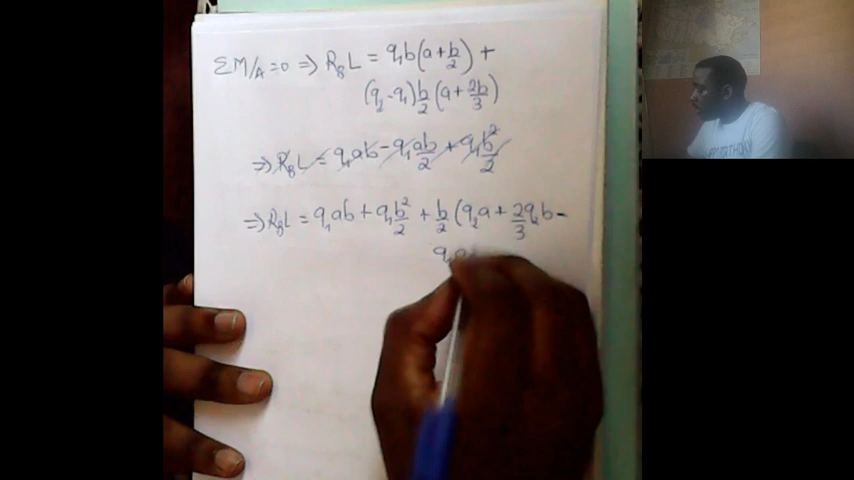 ΣM/A=0 ⇒ R_B L = q₁b(a+b/2) +
(q₂-q₁)b/2(a+2b/3)
⇒ R_B L = q₁ab - q₁ab/2 + q₁b²/2
⇒ R_B L = q₁ab + q₁b²/2 + b/2(q₂a + 2q₂b/3 -
q₁a